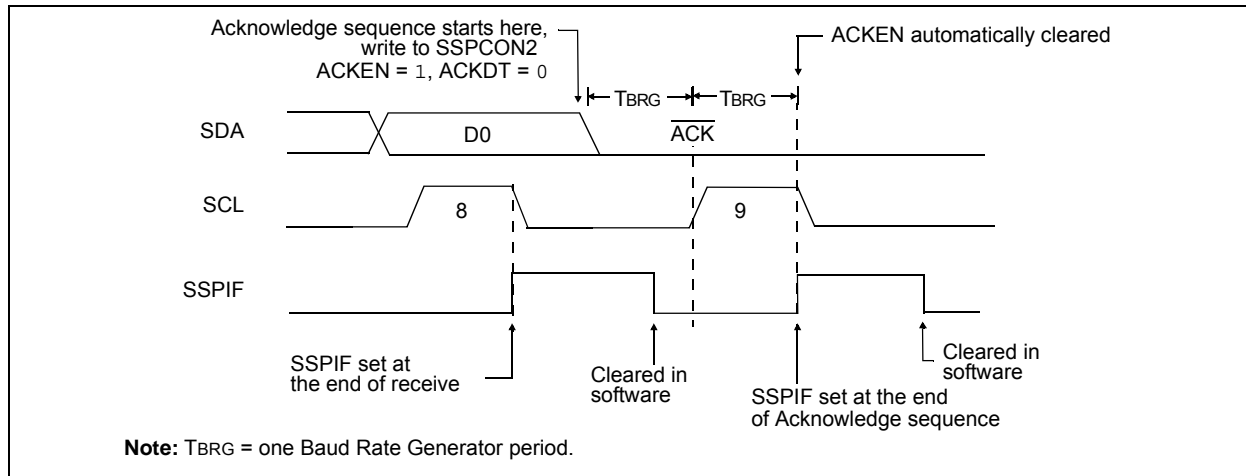 Acknowledge sequence starts here,
write to SSPCON2
ACKEN = 1, ACKDT = 0
ACKEN automatically cleared
TBRG
TBRG
SDA
D0
ACK
SCL
8
9
SSPIF
SSPIF set at
the end of receive
Cleared in
software
SSPIF set at the end
of Acknowledge sequence
Cleared in
software
Note: TBRG = one Baud Rate Generator period.